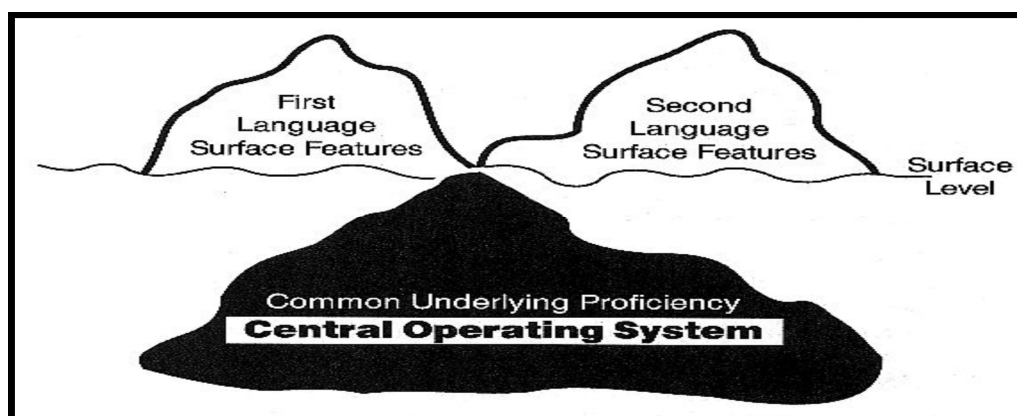 First
Language
Surface Features
Second
Language
Surface Features
Surface
Level
Common Underlying Proficiency
Central Operating System